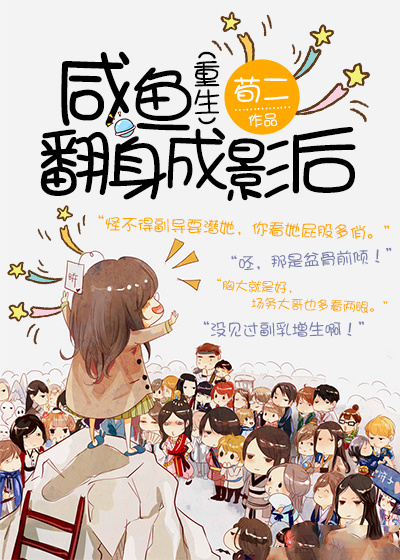 咸鱼
（重生）
翻身成影后
荀二
作品
“怪不得副导要潜她，你看她屁股多俏。”
“呸，那是盆骨前倾！”
“胸大就是好，
场务大哥也多看两眼。”
“没见过副乳增生啊！”